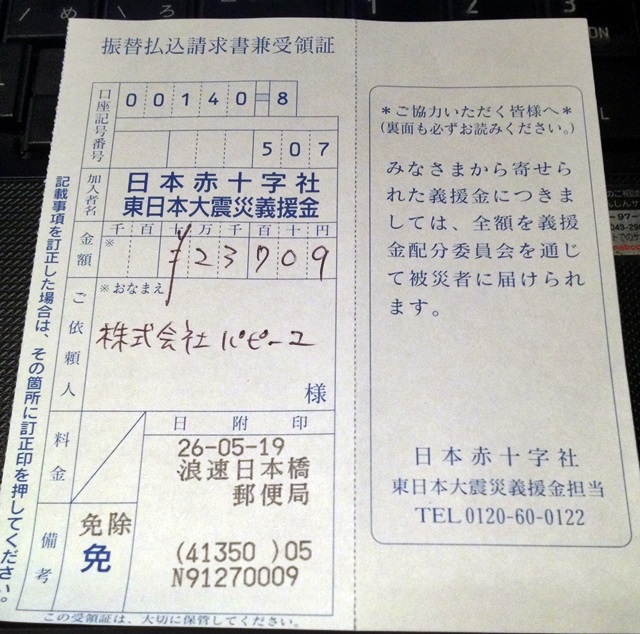 振替払込請求書兼受領証
口座記号番号
00140=8
507
加入者名
日本赤十字社
東日本大震災義援金
金額
千百十万千百十円
※
¥23709
ご依頼人
※おなまえ
株式会社パピーユ
様
料金
日附印
26-05-19
浪速日本橋
郵便局
(41350 )05
N91270009
備考
免除
免
記載事項を訂正した場合は、その箇所に訂正印を押してください。
この受領証は、大切に保管してください。
*ご協力いただく皆様へ*
(裏面も必ずお読みください。)
みなさまから寄せら
れた義援金につきま
しては、全額を義援
金配分委員会を通じ
て被災者に届けられ
ます。
日本赤十字社
東日本大震災義援金担当
TEL 0120-60-0122